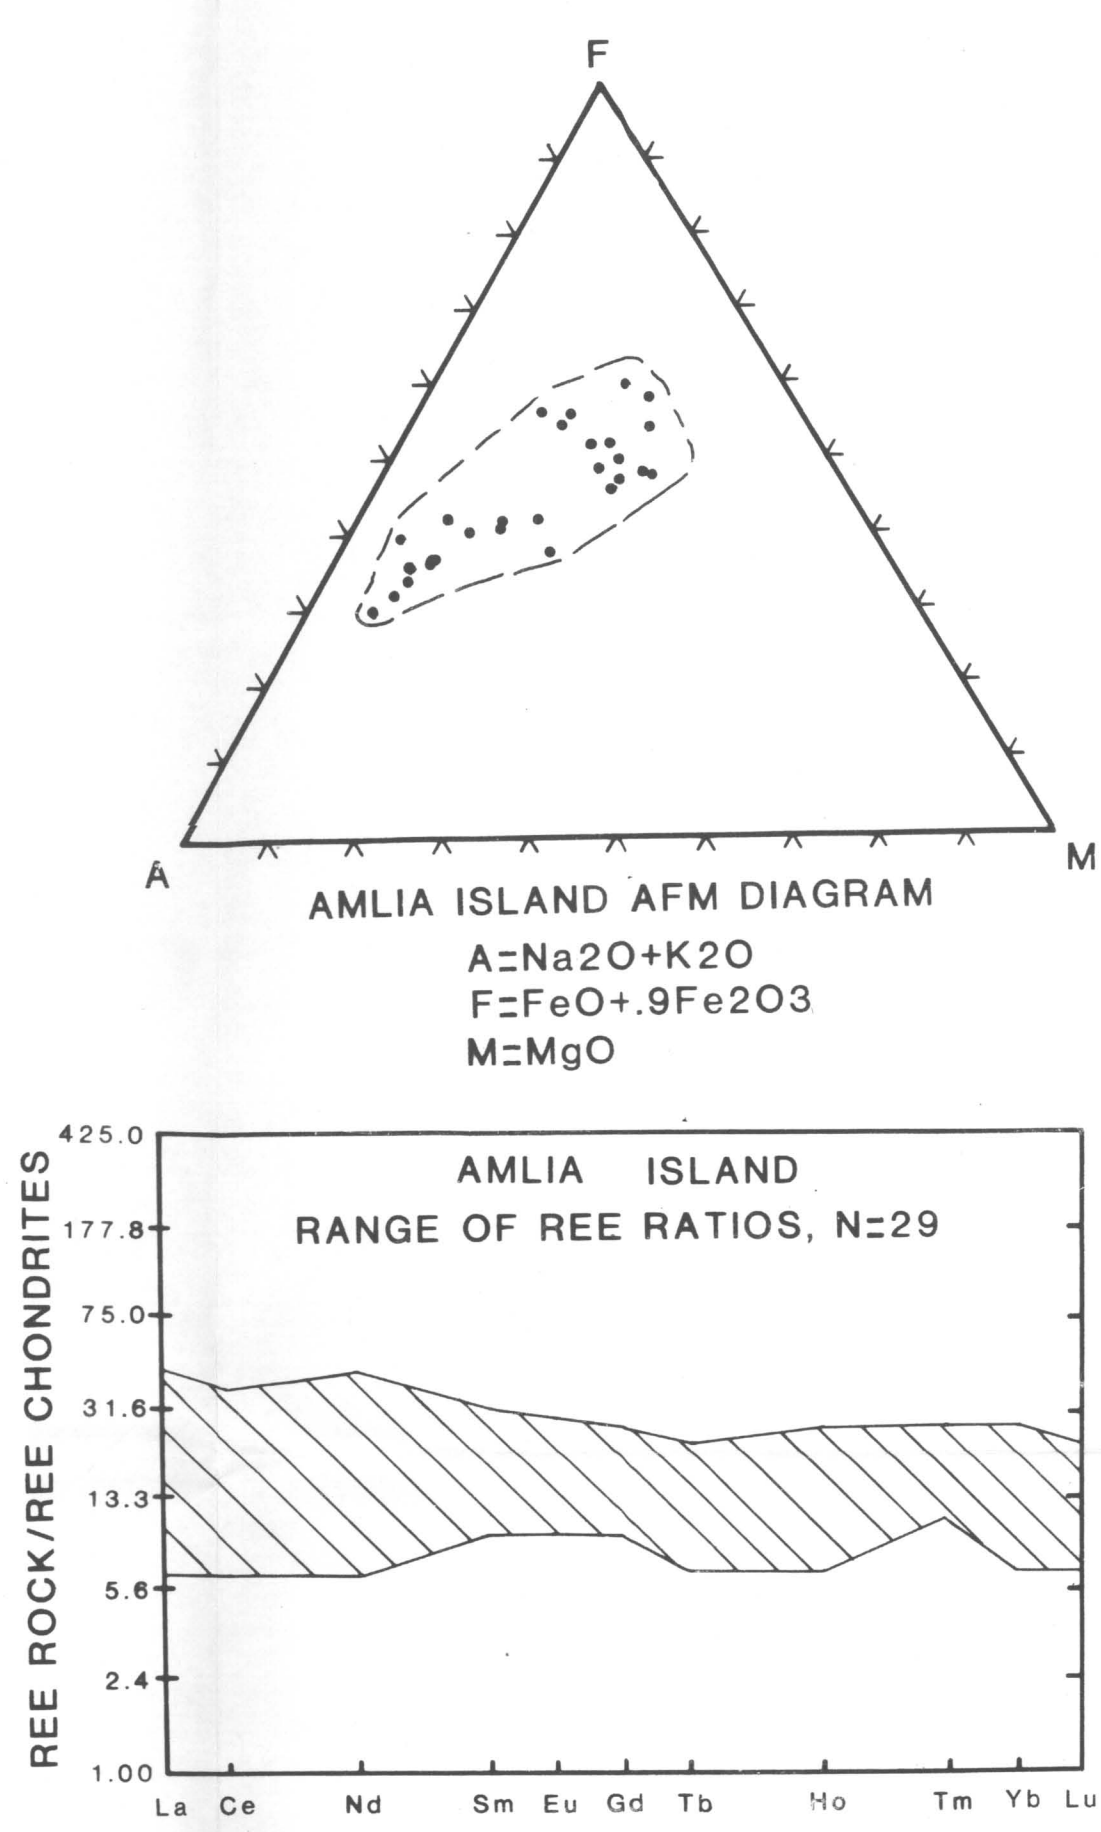 F
A
M
AMLIA ISLAND AFM DIAGRAM
A=Na2O+K2O
F=FeO+.9Fe2O3
M=MgO
REE ROCK/REE CHONDRITES
425.0
177.8
75.0
31.6
13.3
5.6
2.4
1.00
AMLIA ISLAND
RANGE OF REE RATIOS, N=29
La Ce Nd Sm Eu Gd Tb Ho Tm Yb Lu